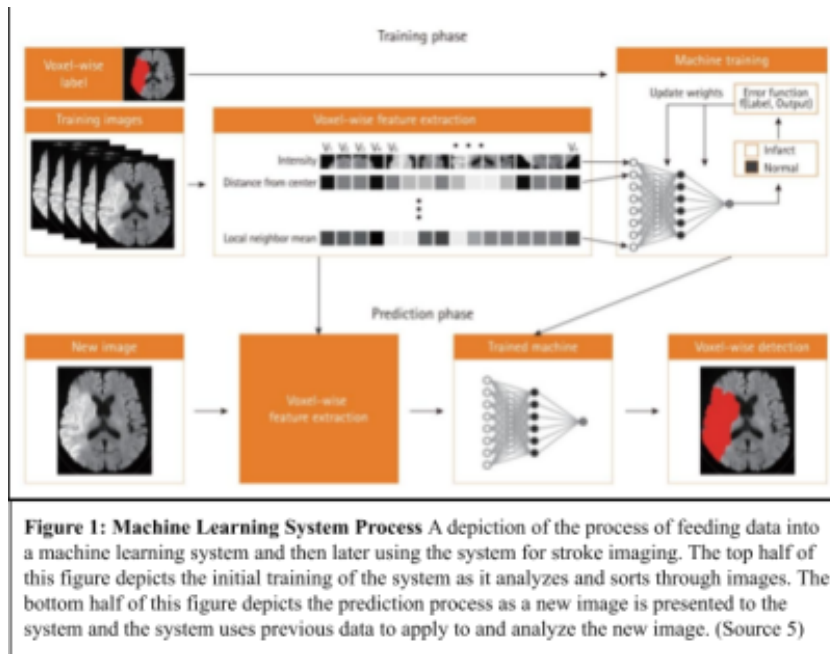 Training phase
Voxel-wise
label
Machine training
Update weights
Error function
f(Label, Output)
Training images
Voxel-wise feature extraction
Infarct
Normal
Intensity
Distance from center
Local neighbor mean
Prediction phase
New image
Trained machine
Voxel-wise detection
Voxel-wise
feature extraction
Figure 1: Machine Learning System Process A depiction of the process of feeding data into
a machine learning system and then later using the system for stroke imaging. The top half of
this figure depicts the initial training of the system as it analyzes and sorts through images. The
bottom half of this figure depicts the prediction process as a new image is presented to the
system and the system uses previous data to apply to and analyze the new image. (Source 5)